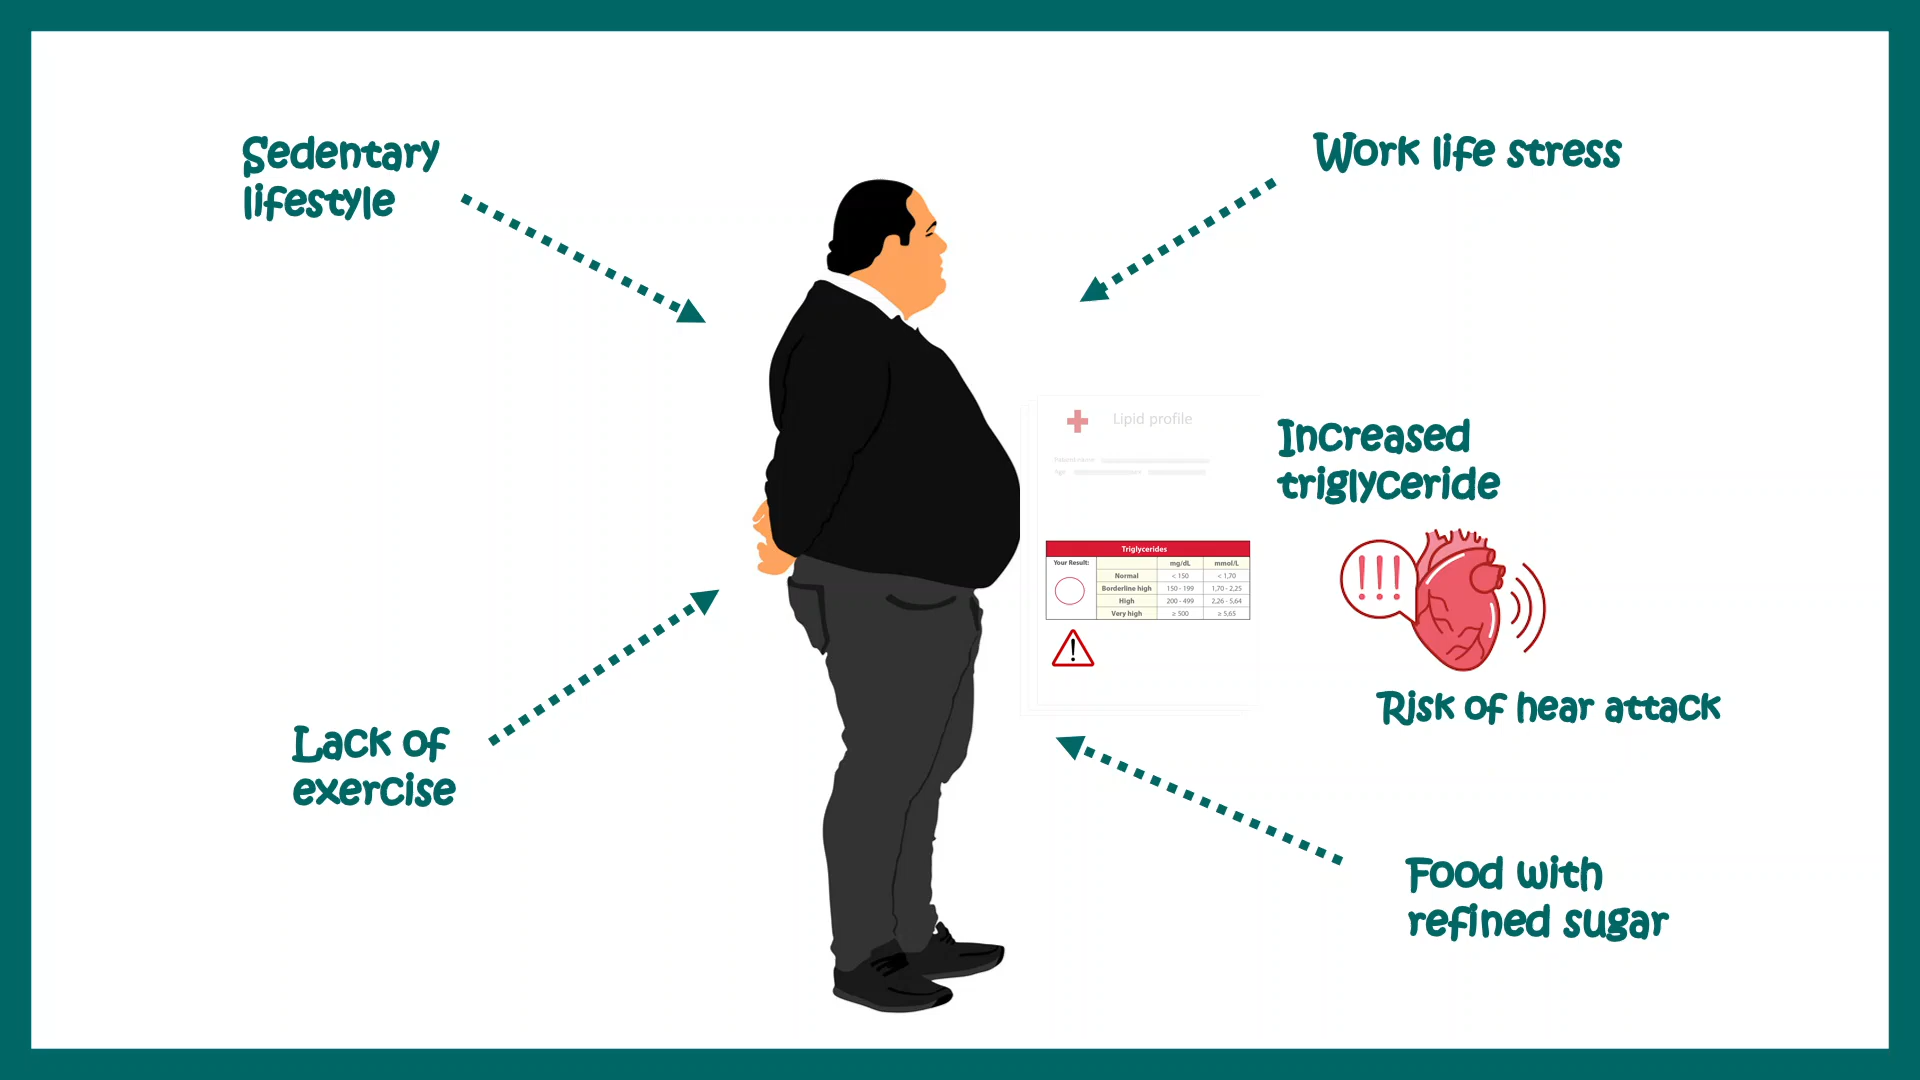 Sedentary
lifestyle
Work life stress
Lipid profile
Increased
triglyceride
Triglycerides
Your Result:
mg/dL mmol/L
Normal < 150 < 1,70
Borderline high 150 - 199 1,70 - 2,25
High 200 - 499 2,26 - 5,64
Very high ≥ 500 ≥ 5,65
!!!
!
Risk of hear attack
Lack of
exercise
Food with
refined sugar